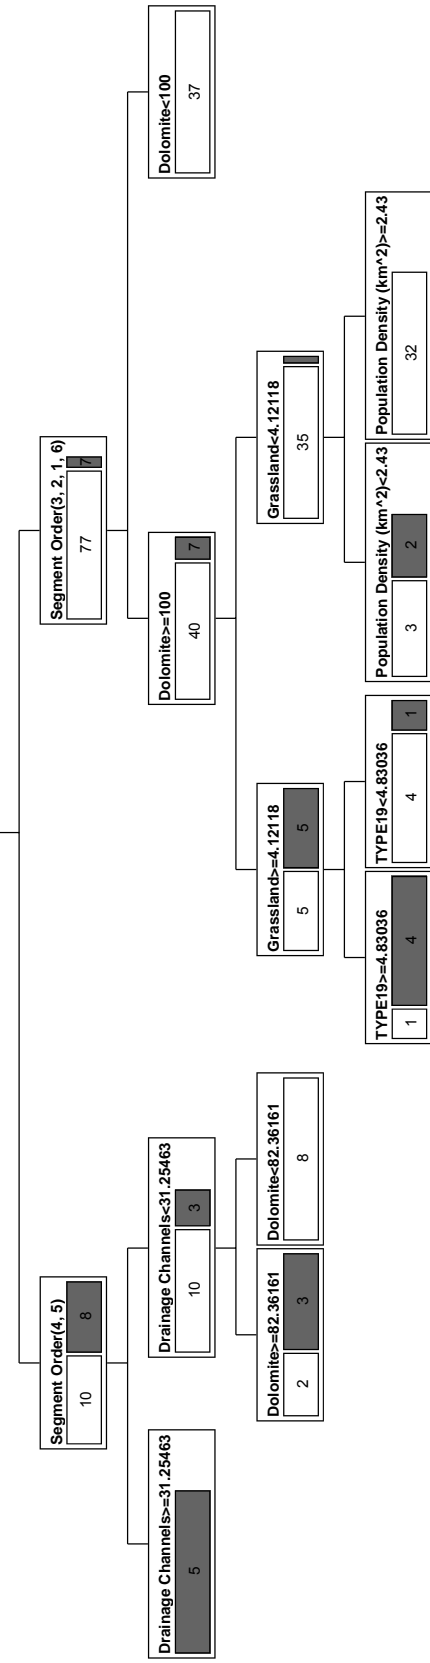 Segment Order(4, 5)
10
8
Segment Order(3, 2, 1, 6)
77
7
Drainage Channels>=31.25463
5
Drainage Channels<31.25463
10
3
Dolomite>=100
40
7
Dolomite<100
37
Dolomite>=82.36161
2
3
Dolomite<82.36161
8
Grassland>=4.12118
5
5
Grassland<4.12118
35
TYPE19>=4.83036
1
4
TYPE19<4.83036
4
1
Population Density (km^2)<2.43
3
2
Population Density (km^2)>=2.43
32